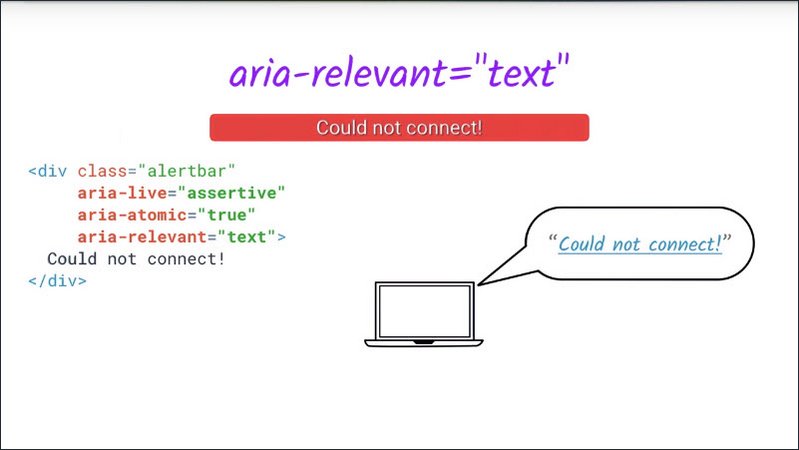 aria-relevant="text"
Could not connect!
<div class="alertbar"
aria-live="assertive"
aria-atomic="true"
aria-relevant="text">
Could not connect!
</div>
“Could not connect!”